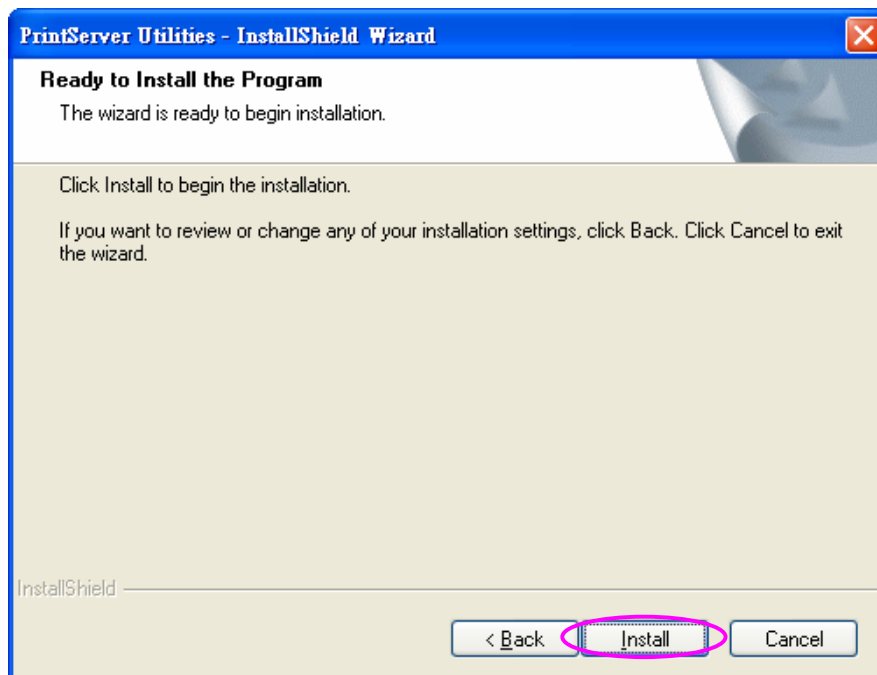 PrintServer Utilities - InstallShield Wizard
Ready to Install the Program
The wizard is ready to begin installation.
Click Install to begin the installation.
If you want to review or change any of your installation settings, click Back. Click Cancel to exit
the wizard.
InstallShield
< Back Install Cancel